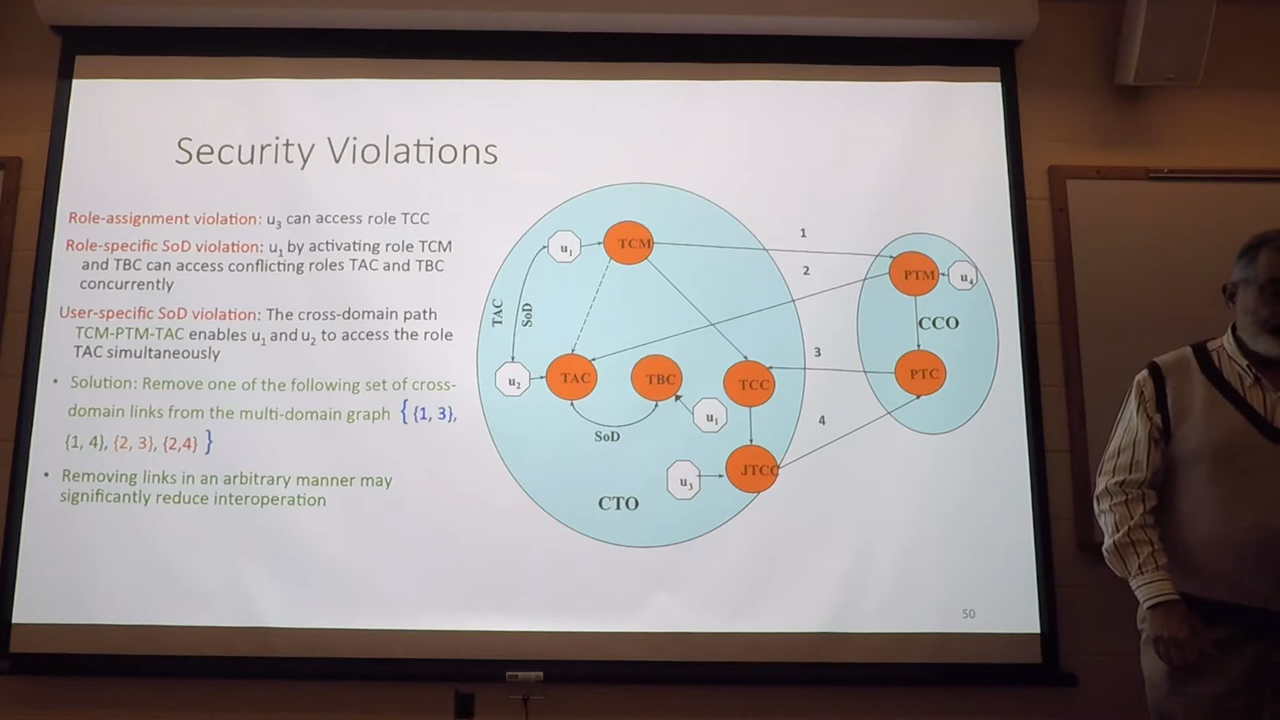 Security Violations
Role-assignment violation: u3 can access role TCC
Role-specific SoD violation: u1 by activating role TCM
and TBC can access conflicting roles TAC and TBC
concurrently
User-specific SoD violation: The cross-domain path
TCM-PTM-TAC enables u1 and u2 to access the role
TAC simultaneously
• Solution: Remove one of the following set of cross-
domain links from the multi-domain graph { {1, 3},
{1, 4}, {2, 3}, {2,4} }
• Removing links in an arbitrary manner may
significantly reduce interoperation
u1
TCM
1
2
PTM
u4
TAC
SoD
CCO
3
u2
TAC
TBC
TCC
PTC
u1
4
SoD
u3
JTCC
CTO
50